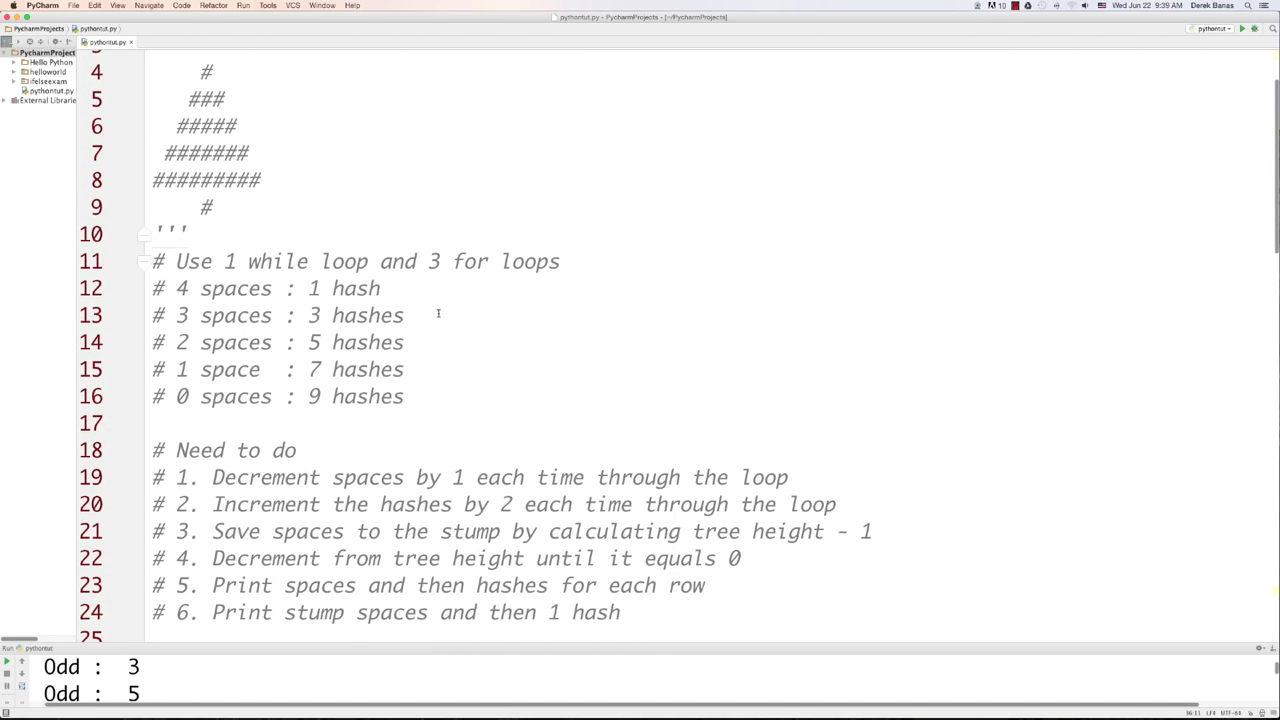 PyCharm File Edit View Navigate Code Refactor Run Tools VCS Window Help 10 Wed Jun 22 9:39 AM Derek Banas
pythontut.py - PycharmProjects - [~/PycharmProjects]
PycharmProjects pythontut.py pythontut
pythontut.py
PycharmProject
Hello Python
helloworld
ifelseexam
pythontut.py
External Librarie
4 #
5 ###
6 #####
7 #######
8 #########
9 #
10 '''
11 # Use 1 while loop and 3 for loops
12 # 4 spaces : 1 hash
13 # 3 spaces : 3 hashes
14 # 2 spaces : 5 hashes
15 # 1 space  : 7 hashes
16 # 0 spaces : 9 hashes
17
18 # Need to do
19 # 1. Decrement spaces by 1 each time through the loop
20 # 2. Increment the hashes by 2 each time through the loop
21 # 3. Save spaces to the stump by calculating tree height - 1
22 # 4. Decrement from tree height until it equals 0
23 # 5. Print spaces and then hashes for each row
24 # 6. Print stump spaces and then 1 hash
25
Run pythontut
Odd :  3
Odd :  5
36:11 LF UTF-8